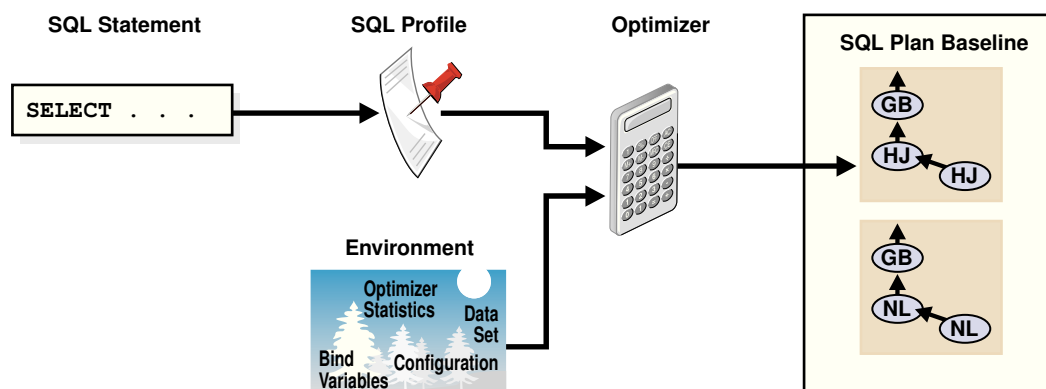 SQL Statement
SQL Profile
Optimizer
SQL Plan Baseline
SELECT . . .
GB
HJ
HJ
Environment
Optimizer
Statistics
Data
Set
Bind
Variables
Configuration
GB
NL
NL